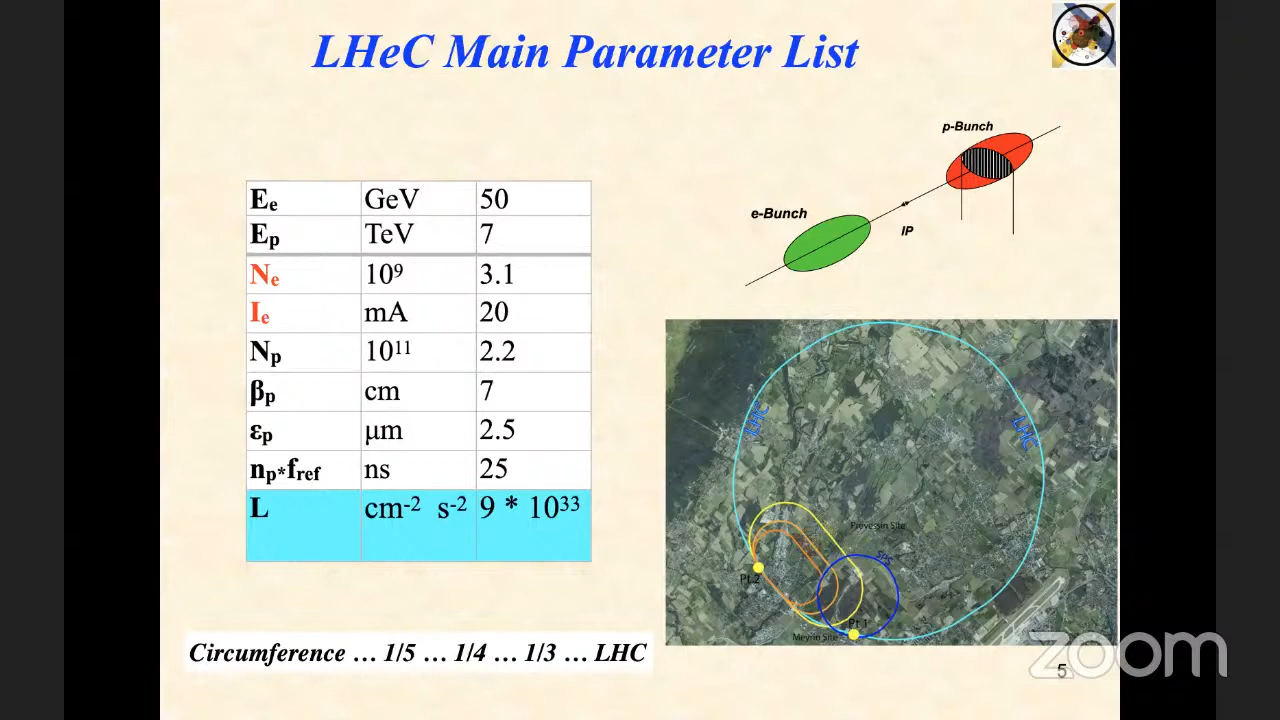 LHeC Main Parameter List
p-Bunch
e-Bunch
IP
Ee GeV 50
Ep TeV 7
Ne 10⁹ 3.1
Ie mA 20
Np 10¹¹ 2.2
βp cm 7
εp μm 2.5
np*fref ns 25
L cm⁻² s⁻² 9 * 10³³
LHC
LHC
Prevessin Site
SPS
Pt 2
Pt 1
Meyrin Site
Circumference … 1/5 … 1/4 … 1/3 … LHC
zoom
5